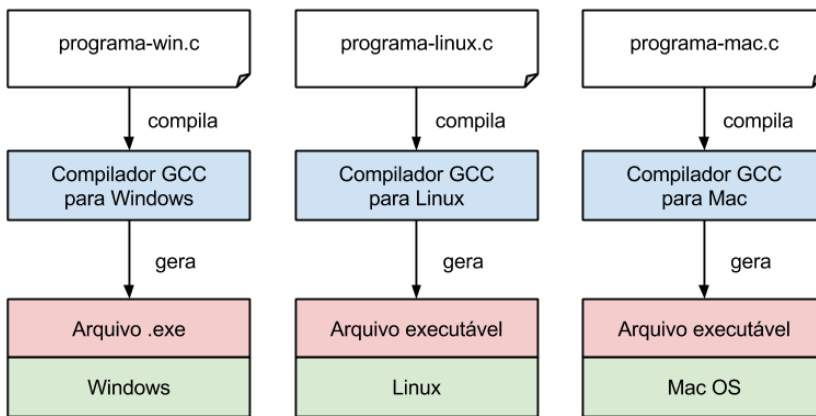 programa-win.c
programa-linux.c
programa-mac.c
compila
compila
compila
Compilador GCC
para Windows
Compilador GCC
para Linux
Compilador GCC
para Mac
gera
gera
gera
Arquivo .exe
Arquivo executável
Arquivo executável
Windows
Linux
Mac OS